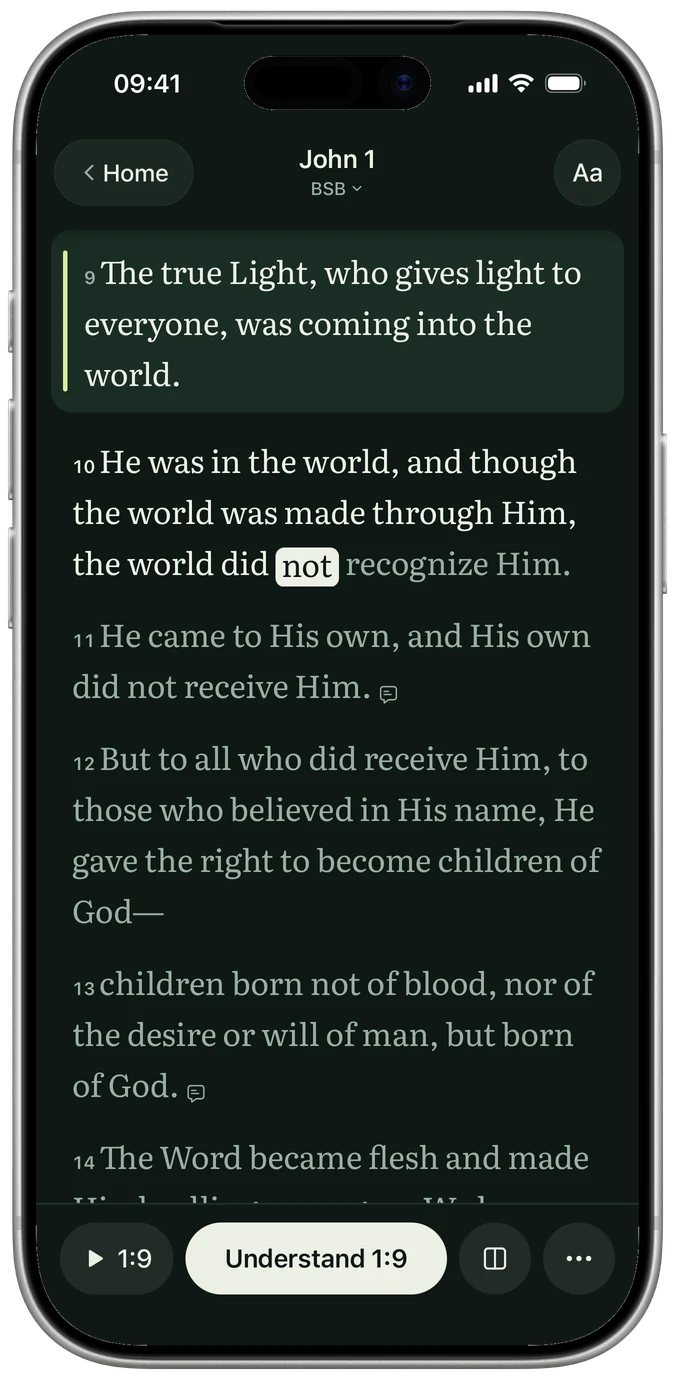 09:41
Home
John 1
BSB
Aa
9 The true Light, who gives light to
everyone, was coming into the
world.
10 He was in the world, and though
the world was made through Him,
the world did not recognize Him.
11 He came to His own, and His own
did not receive Him.
12 But to all who did receive Him, to
those who believed in His name, He
gave the right to become children of
God—
13 children born not of blood, nor of
the desire or will of man, but born
of God.
14 The Word became flesh and made
1:9
Understand 1:9